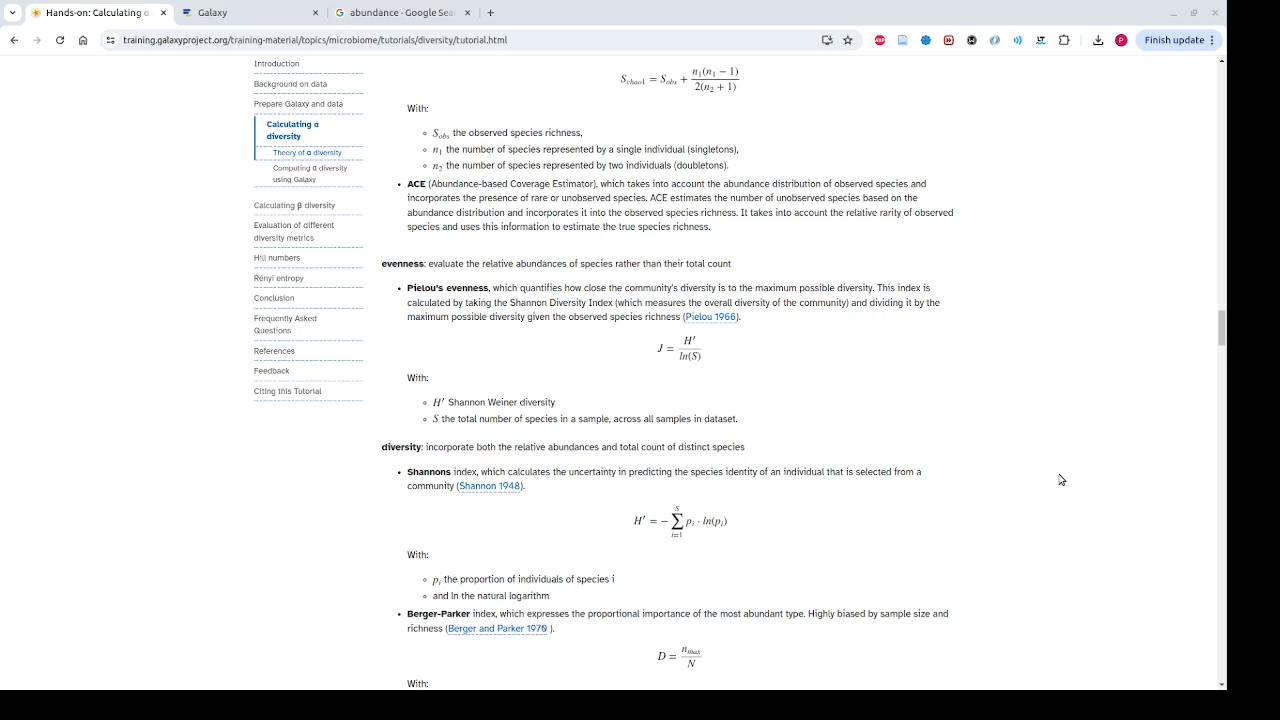 Hands-on: Calculating α
Galaxy
abundance - Google Sea
training.galaxyproject.org/training-material/topics/microbiome/tutorials/diversity/tutorial.html
Finish update
Introduction
Background on data
Prepare Galaxy and data
Calculating α
diversity
Theory of α diversity
Computing α diversity
using Galaxy
Calculating β diversity
Evaluation of different
diversity metrics
Hill numbers
Rényi entropy
Conclusion
Frequently Asked
Questions
References
Feedback
Citing this Tutorial
S_chao1 = S_obs + n₁(n₁ − 1) / 2(n₂ + 1)
With:
S_obs the observed species richness,
n₁ the number of species represented by a single individual (singletons),
n₂ the number of species represented by two individuals (doubletons).
ACE (Abundance-based Coverage Estimator), which takes into account the abundance distribution of observed species and
incorporates the presence of rare or unobserved species. ACE estimates the number of unobserved species based on the
abundance distribution and incorporates it into the observed species richness. It takes into account the relative rarity of observed
species and uses this information to estimate the true species richness.
evenness: evaluate the relative abundances of species rather than their total count
Pielou's evenness, which quantifies how close the community's diversity is to the maximum possible diversity. This index is
calculated by taking the Shannon Diversity Index (which measures the overall diversity of the community) and dividing it by the
maximum possible diversity given the observed species richness (Pielou 1966).
J = H′ / ln(S)
With:
H′ Shannon Weiner diversity
S the total number of species in a sample, across all samples in dataset.
diversity: incorporate both the relative abundances and total count of distinct species
Shannons index, which calculates the uncertainty in predicting the species identity of an individual that is selected from a
community (Shannon 1948).
H′ = − ∑_{i=1}^{S} pᵢ · ln(pᵢ)
With:
pᵢ the proportion of individuals of species i
and ln the natural logarithm
Berger-Parker index, which expresses the proportional importance of the most abundant type. Highly biased by sample size and
richness (Berger and Parker 1970 ).
D = n_max / N
With: